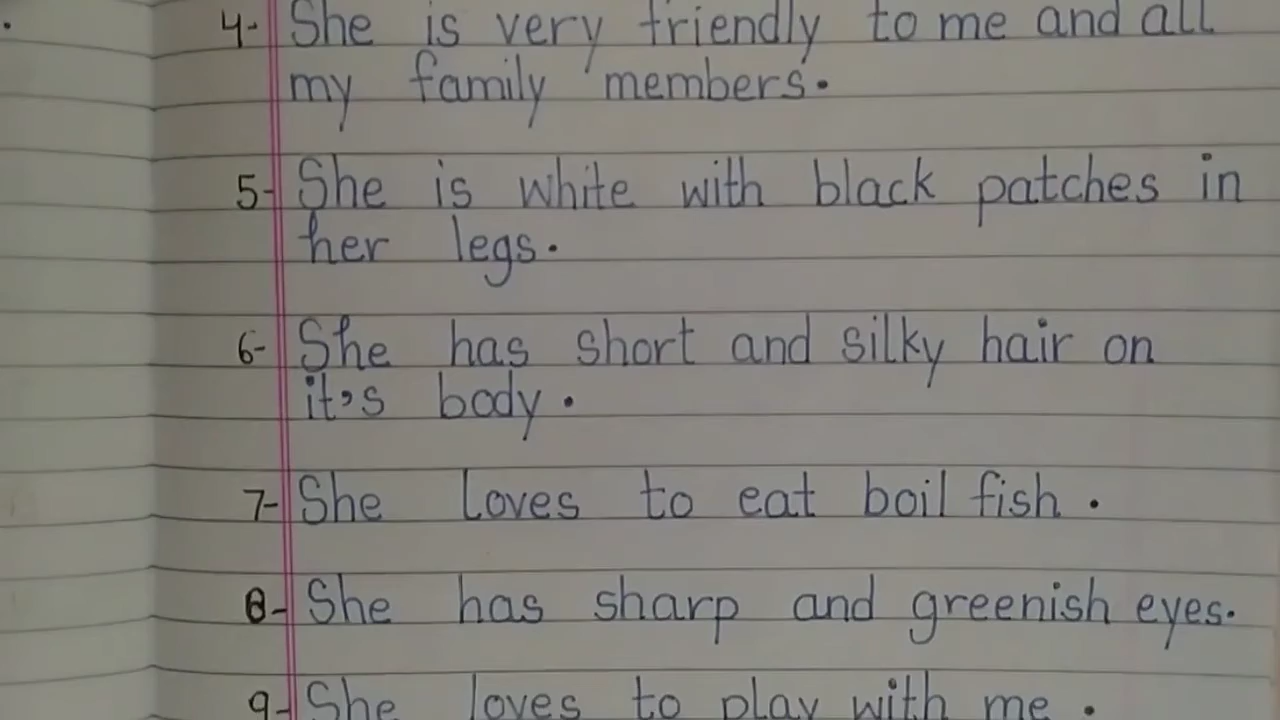 4- She is very friendly to me and all
my family members.
5- She is white with black patches in
her legs.
6- She has short and silky hair on
it's body.
7- She loves to eat boil fish.
8- She has sharp and greenish eyes.
9- She loves to play with me.